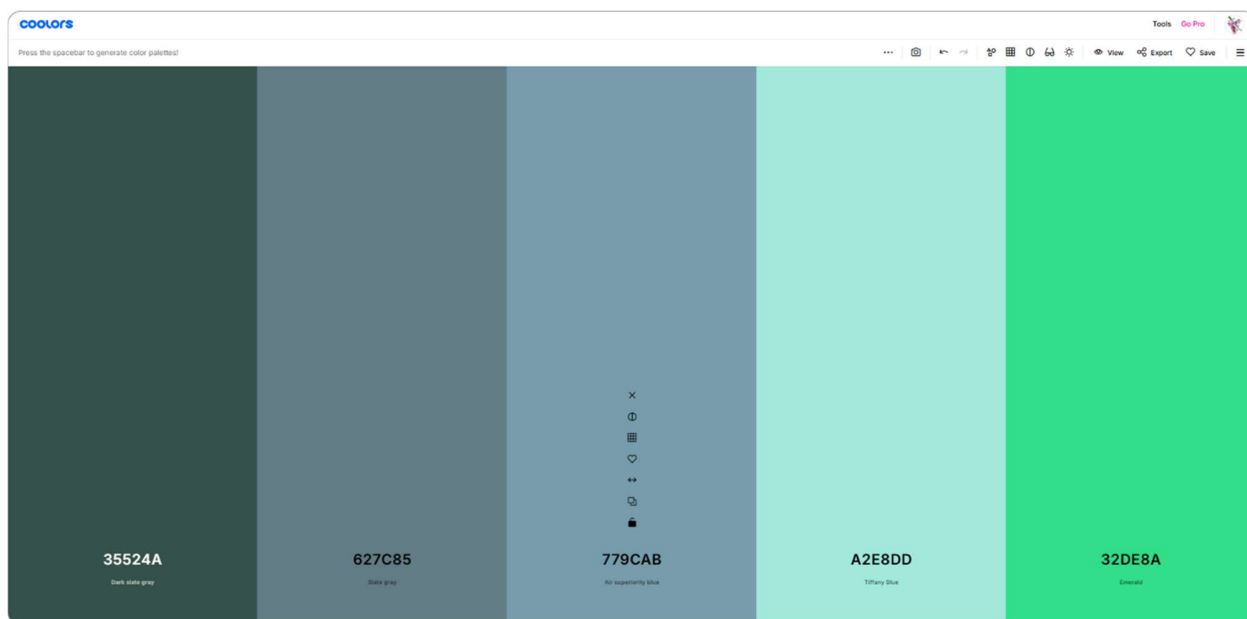 coolors
Tools Go Pro
Press the spacebar to generate color palettes!
View Export Save
35524A
Dark slate gray
627C85
Slate gray
779CAB
Air superiority blue
A2E8DD
Tiffany Blue
32DE8A
Emerald